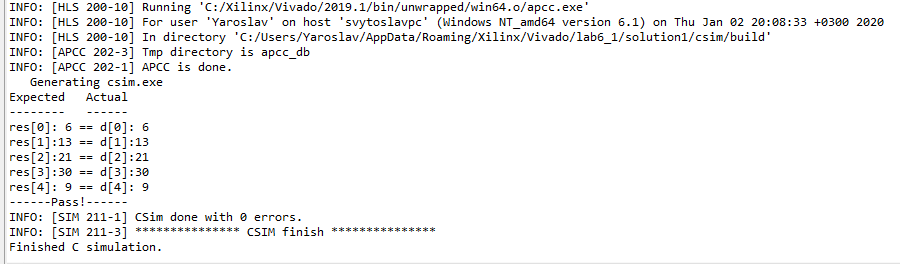 INFO: [HLS 200-10] Running 'C:/Xilinx/Vivado/2019.1/bin/unwrapped/win64.o/apcc.exe'
INFO: [HLS 200-10] For user 'Yaroslav' on host 'svytoslavpc' (Windows NT_amd64 version 6.1) on Thu Jan 02 20:08:33 +0300 2020
INFO: [HLS 200-10] In directory 'C:/Users/Yaroslav/AppData/Roaming/Xilinx/Vivado/lab6_1/solution1/csim/build'
INFO: [APCC 202-3] Tmp directory is apcc_db
INFO: [APCC 202-1] APCC is done.
   Generating csim.exe
Expected   Actual
--------   ------
res[0]: 6 == d[0]: 6
res[1]:13 == d[1]:13
res[2]:21 == d[2]:21
res[3]:30 == d[3]:30
res[4]: 9 == d[4]: 9
------Pass!------
INFO: [SIM 211-1] CSim done with 0 errors.
INFO: [SIM 211-3] *************** CSIM finish ***************
Finished C simulation.